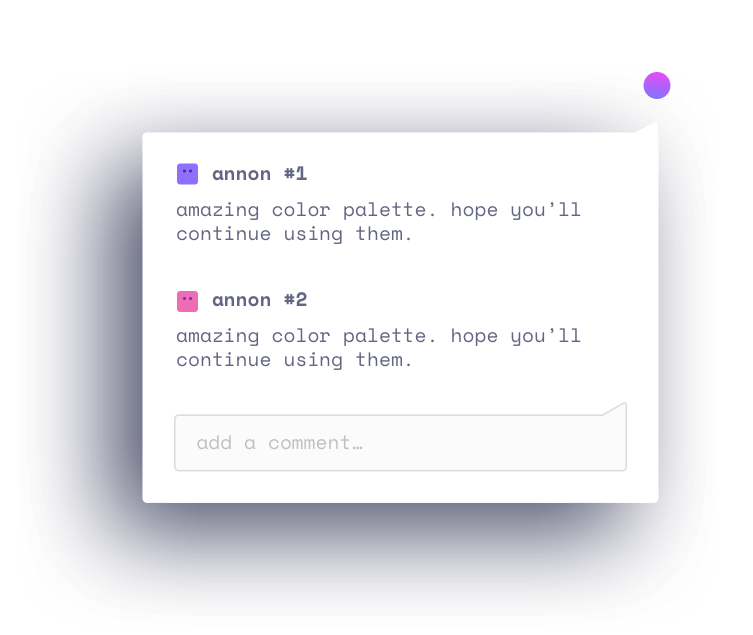 annon #1
amazing color palette. hope you’ll
continue using them.
annon #2
amazing color palette. hope you’ll
continue using them.
add a comment…